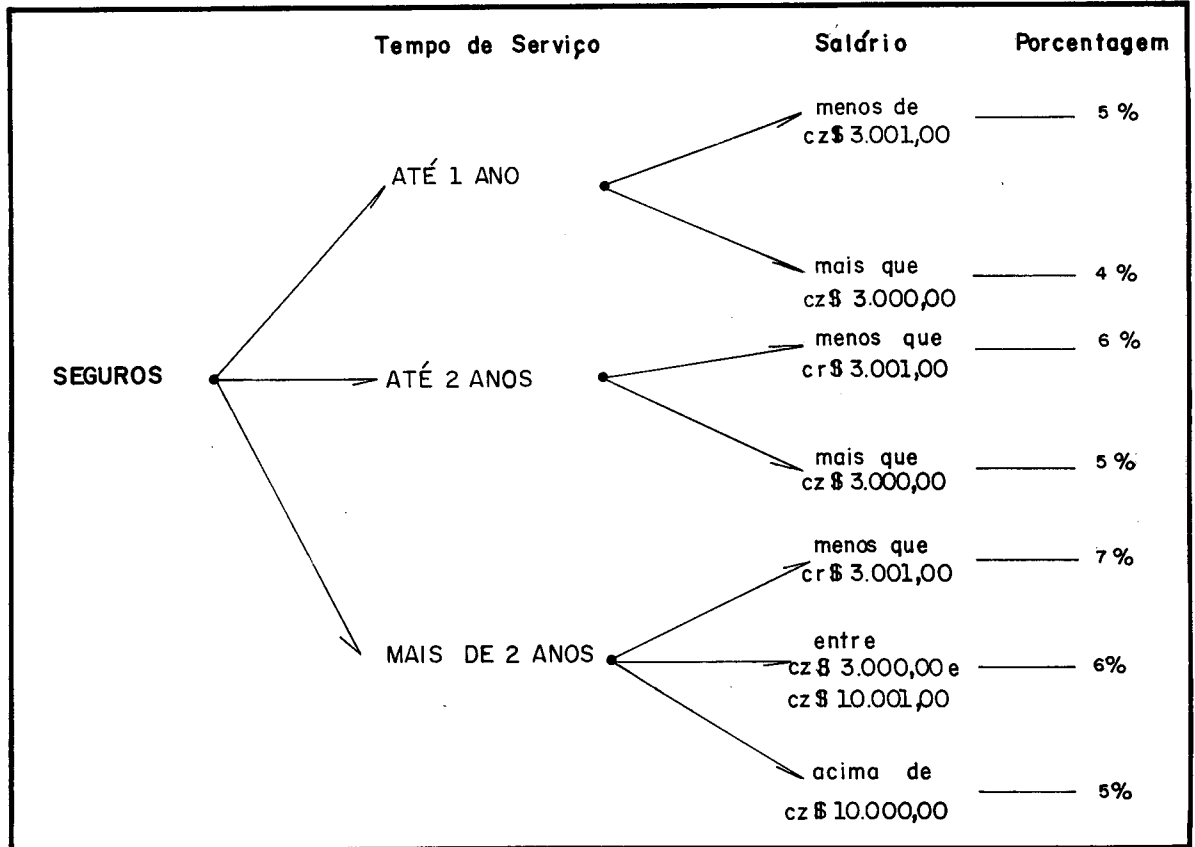 Tempo de Serviço Salário Porcentagem
menos de
cz$ 3.001,00
5 %
ATÉ 1 ANO
mais que
cz$ 3.000,00
4 %
menos que
cr$ 3.001,00
6 %
SEGUROS
ATÉ 2 ANOS
mais que
cz$ 3.000,00
5 %
menos que
cr$ 3.001,00
7 %
MAIS DE 2 ANOS
entre
cz$ 3.000,00 e
cz$ 10.001,00
6%
acima de
cz$ 10.000,00
5%